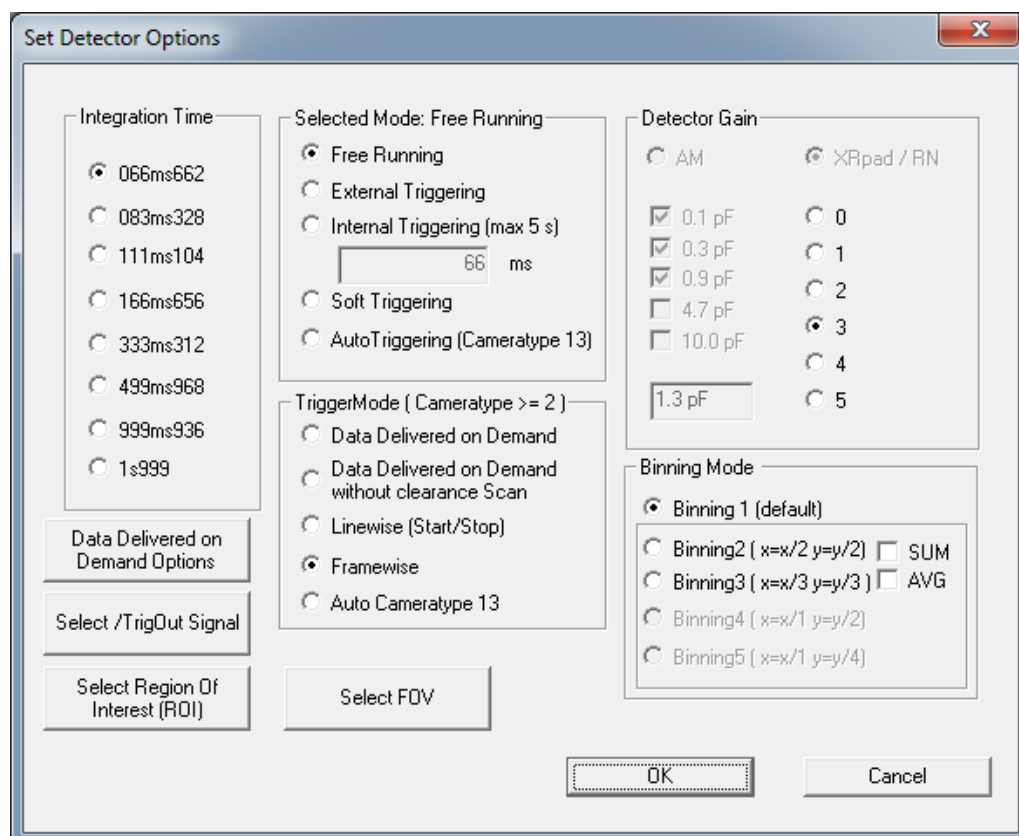 Set Detector Options
Integration Time
066ms662
083ms328
111ms104
166ms656
333ms312
499ms968
999ms936
1s999
Data Delivered on
Demand Options
Select /TrigOut Signal
Select Region Of
Interest (ROI)
Selected Mode: Free Running
Free Running
External Triggering
Internal Triggering (max 5 s)
66 ms
Soft Triggering
AutoTriggering (Cameratype 13)
TriggerMode ( Cameratype >= 2 )
Data Delivered on Demand
Data Delivered on Demand
without clearance Scan
Linewise (Start/Stop)
Framewise
Auto Cameratype 13
Select FOV
Detector Gain
AM
XRpad / RN
0.1 pF
0.3 pF
0.9 pF
4.7 pF
10.0 pF
1.3 pF
0
1
2
3
4
5
Binning Mode
Binning 1 (default)
Binning2 ( x=x/2 y=y/2) SUM
Binning3 ( x=x/3 y=y/3 ) AVG
Binning4 ( x=x/1 y=y/2)
Binning5 ( x=x/1 y=y/4)
OK
Cancel